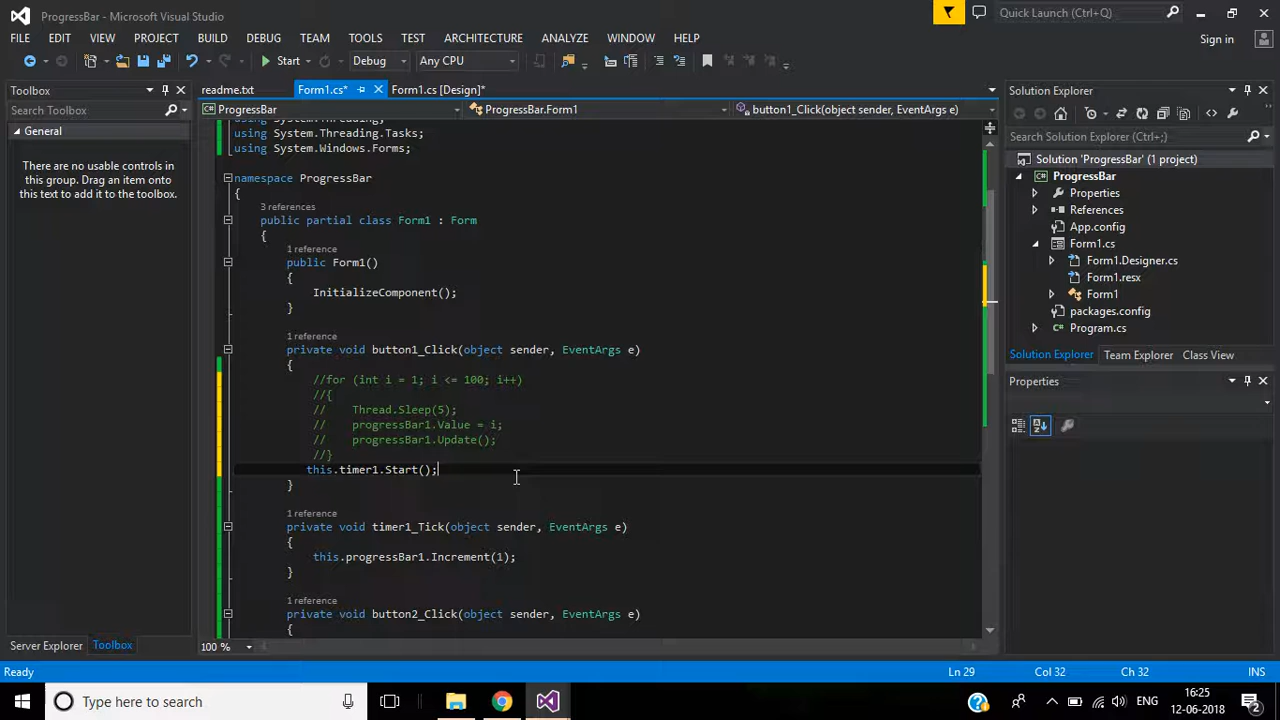 ProgressBar - Microsoft Visual Studio
Quick Launch (Ctrl+Q)
FILE EDIT VIEW PROJECT BUILD DEBUG TEAM TOOLS TEST ARCHITECTURE ANALYZE WINDOW HELP
Sign in
Start Debug Any CPU
Toolbox
Search Toolbox
General
There are no usable controls in
this group. Drag an item onto
this text to add it to the toolbox.
Server Explorer Toolbox
readme.txt Form1.cs* Form1.cs [Design]*
ProgressBar ProgressBar.Form1 button1_Click(object sender, EventArgs e)
using System.Threading;
using System.Threading.Tasks;
using System.Windows.Forms;
namespace ProgressBar
{
3 references
public partial class Form1 : Form
{
1 reference
public Form1()
{
InitializeComponent();
}
1 reference
private void button1_Click(object sender, EventArgs e)
{
//for (int i = 1; i <= 100; i++)
//{
// Thread.Sleep(5);
// progressBar1.Value = i;
// progressBar1.Update();
//}
this.timer1.Start();
}
1 reference
private void timer1_Tick(object sender, EventArgs e)
{
this.progressBar1.Increment(1);
}
1 reference
private void button2_Click(object sender, EventArgs e)
{
100 %
Solution Explorer
Search Solution Explorer (Ctrl+;)
Solution 'ProgressBar' (1 project)
ProgressBar
Properties
References
App.config
Form1.cs
Form1.Designer.cs
Form1.resx
Form1
packages.config
Program.cs
Solution Explorer Team Explorer Class View
Properties
Ready Ln 29 Col 32 Ch 32 INS
Type here to search
ENG
16:25
12-06-2018
2